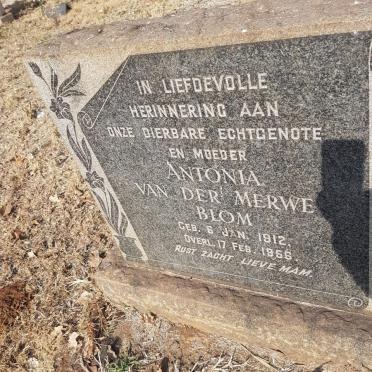 IN LIEFDEVOLLE
HERINNERING AAN
ONZE DIERBARE ECHTGENOTE
EN MOEDER
ANTONIA
VAN DER MERWE
BLOM
GEB. 6 JAN. 1912.
OVERL. 17 FEB. 1966.
RUST ZACHT LIEVE MAM.